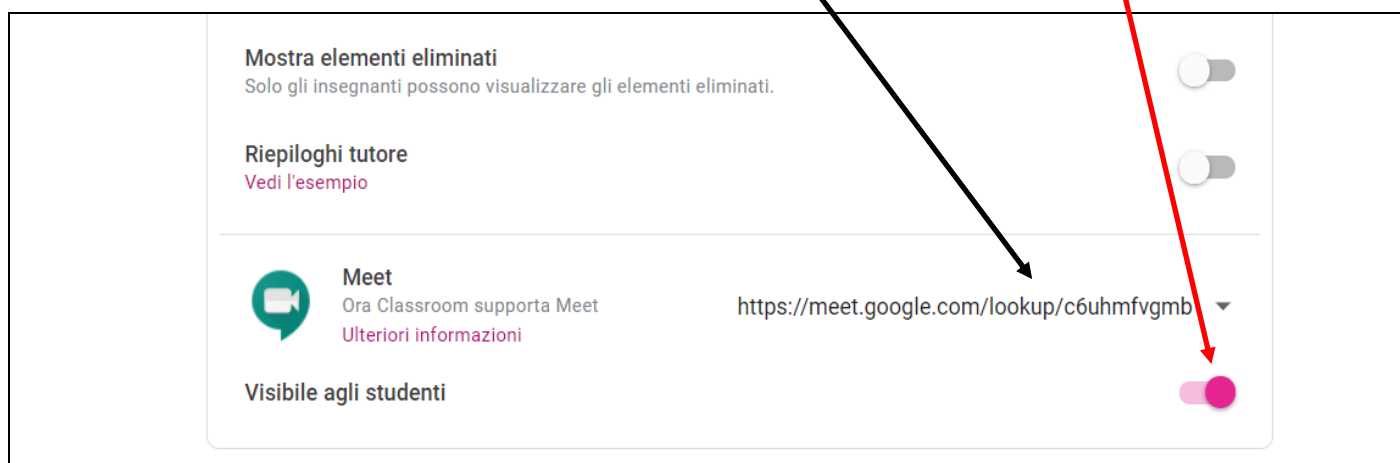 Mostra elementi eliminati
Solo gli insegnanti possono visualizzare gli elementi eliminati.
Riepiloghi tutore
Vedi l'esempio
Meet
Ora Classroom supporta Meet
https://meet.google.com/lookup/c6uhmfvgmb
Ulteriori informazioni
Visibile agli studenti